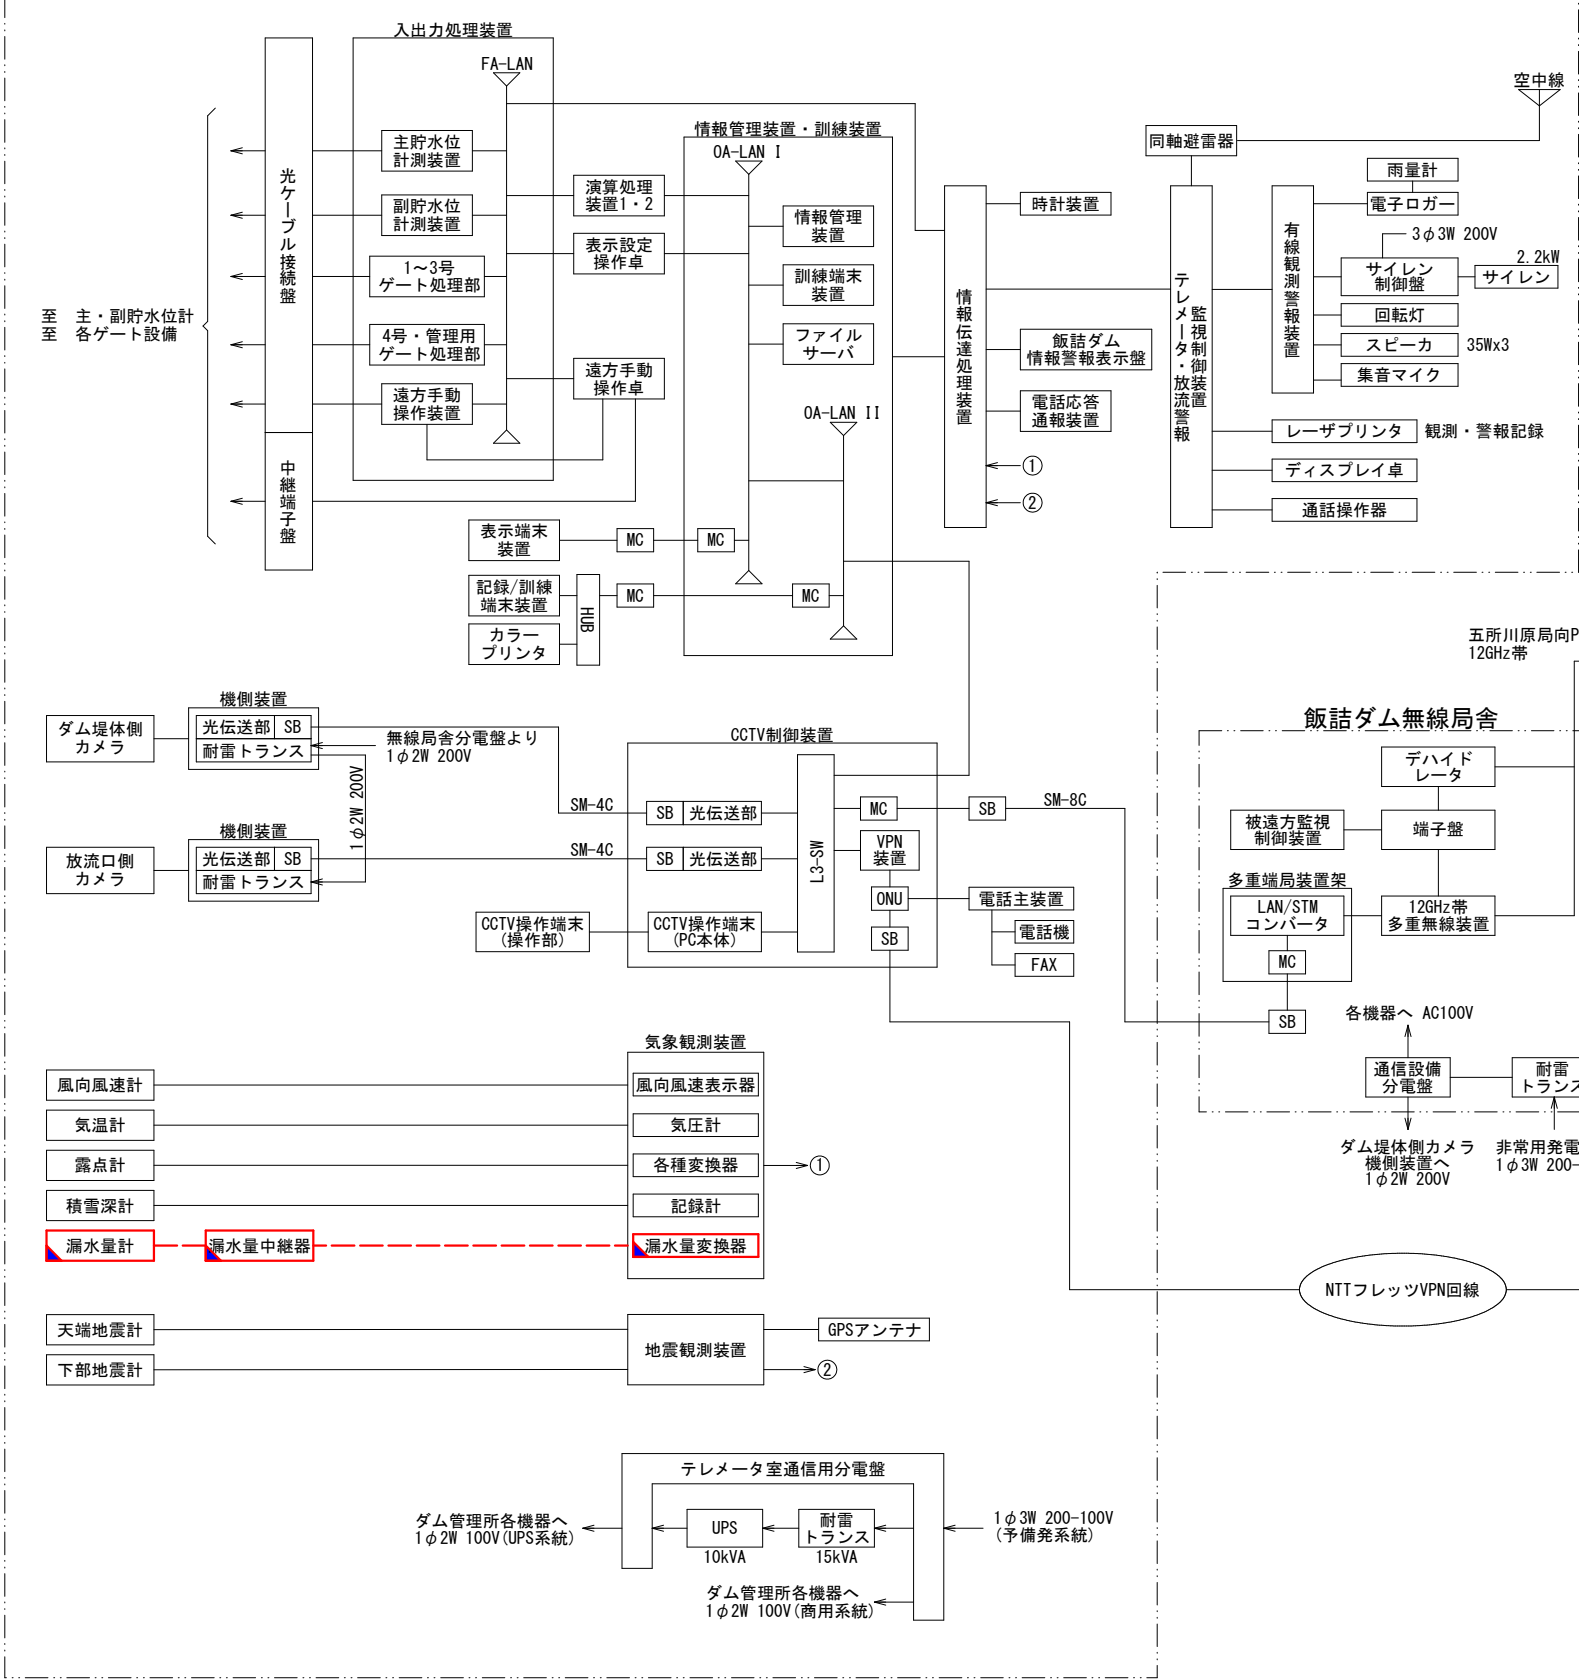 入出力処理装置
FA-LAN
空中線
情報管理装置・訓練装置
OA-LAN I
同軸避雷器
主貯水位
計測装置
光ケーブル接続盤
演算処理
装置1・2
副貯水位
計測装置
情報管理
装置
時計装置
雨量計
電子ロガー
3φ3W 200V
表示設定
操作卓
1～3号
ゲート処理部
訓練端末
装置
情報伝達処理装置
テレメータ・放流警報
監視制御装置
有線観測警報装置
サイレン
制御盤
2.2kW
サイレン
至 主・副貯水位計
至 各ゲート設備
4号・管理用
ゲート処理部
ファイル
サーバ
飯詰ダム
情報警報表示盤
回転灯
スピーカ
35Wx3
集音マイク
遠方手動
操作装置
遠方手動
操作卓
OA-LAN II
電話応答
通報装置
レーザプリンタ
観測・警報記録
中継端子盤
①
②
ディスプレイ卓
通話操作器
表示端末
装置
MC
MC
記録/訓練
端末装置
HUB
MC
MC
カラー
プリンタ
五所川原局向P
12GHz帯
機側装置
ダム堤体側
カメラ
光伝送部
SB
耐雷トランス
無線局舎分電盤より
1φ2W 200V
1φ2W 200V
CCTV制御装置
飯詰ダム無線局舎
デハイド
レータ
SM-4C
SB
光伝送部
L3-SW
MC
SB
SM-8C
被遠方監視
制御装置
端子盤
機側装置
放流口側
カメラ
光伝送部
SB
耐雷トランス
SM-4C
SB
光伝送部
VPN
装置
ONU
電話主装置
多重端局装置架
LAN/STM
コンバータ
12GHz帯
多重無線装置
CCTV操作端末
(操作部)
CCTV操作端末
(PC本体)
SB
電話機
FAX
MC
SB
各機器へ AC100V
気象観測装置
風向風速計
風向風速表示器
通信設備
分電盤
耐雷
トランス
気温計
気圧計
ダム堤体側カメラ
機側装置へ
1φ2W 200V
非常用発電
1φ3W 200-
露点計
各種変換器
①
積雪深計
記録計
漏水量計
漏水量中継器
漏水量変換器
NTTフレッツVPN回線
天端地震計
地震観測装置
GPSアンテナ
下部地震計
②
テレメータ室通信用分電盤
ダム管理所各機器へ
1φ2W 100V(UPS系統)
UPS
10kVA
耐雷
トランス
15kVA
1φ3W 200-100V
(予備発系統)
ダム管理所各機器へ
1φ2W 100V(商用系統)